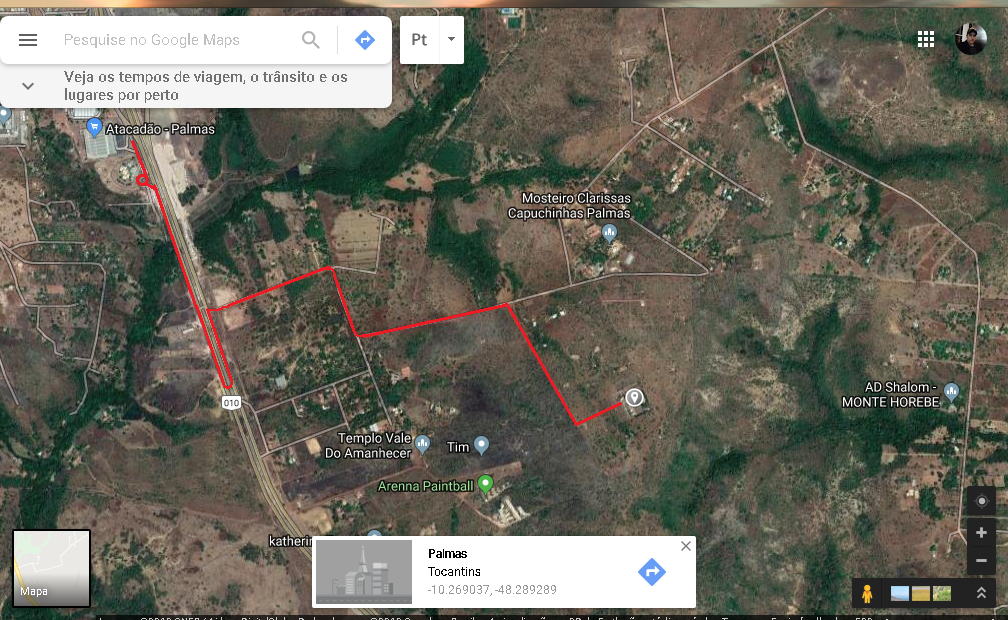 Pesquise no Google Maps
Pt
Veja os tempos de viagem, o trânsito e os
lugares por perto
Atacadão - Palmas
Mosteiro Clarissas
Capuchinhas Palmas
010
AD Shalom -
MONTE HOREBE
Templo Vale
Do Amanhecer
Tim
Arenna Paintball
Palmas
Tocantins
-10.269037, -48.289289
Mapa